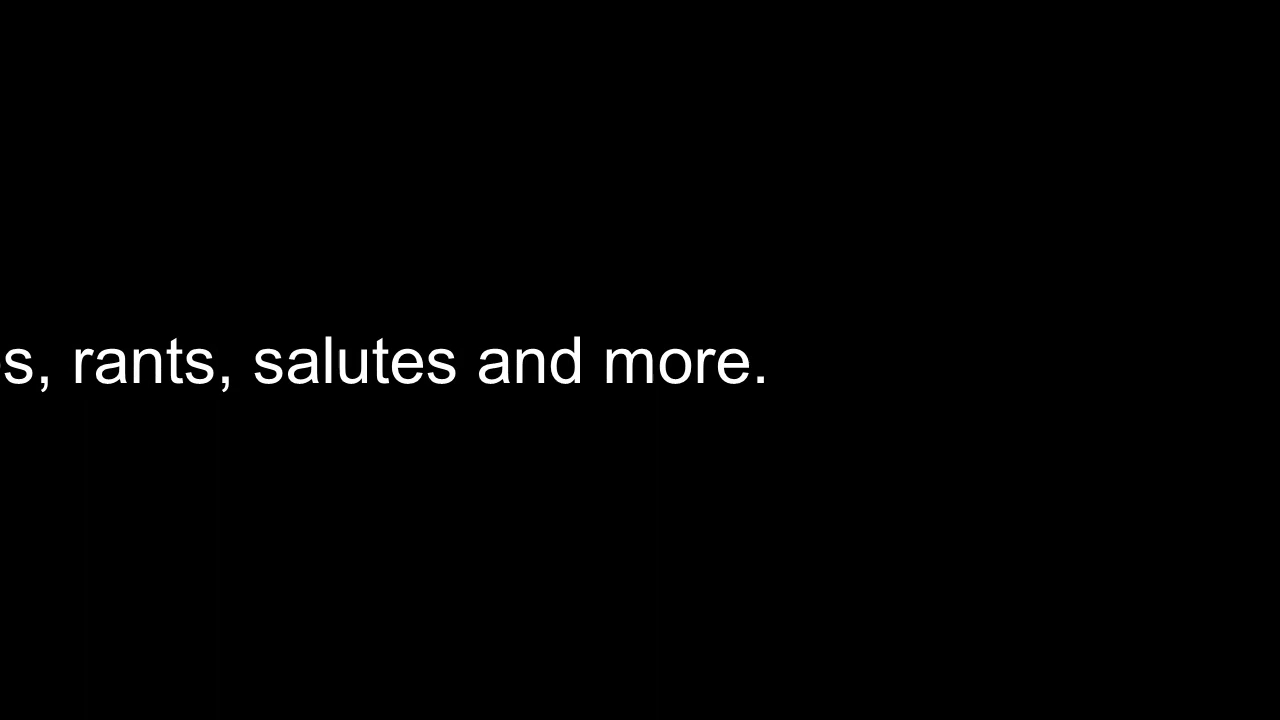 s, rants, salutes and more.